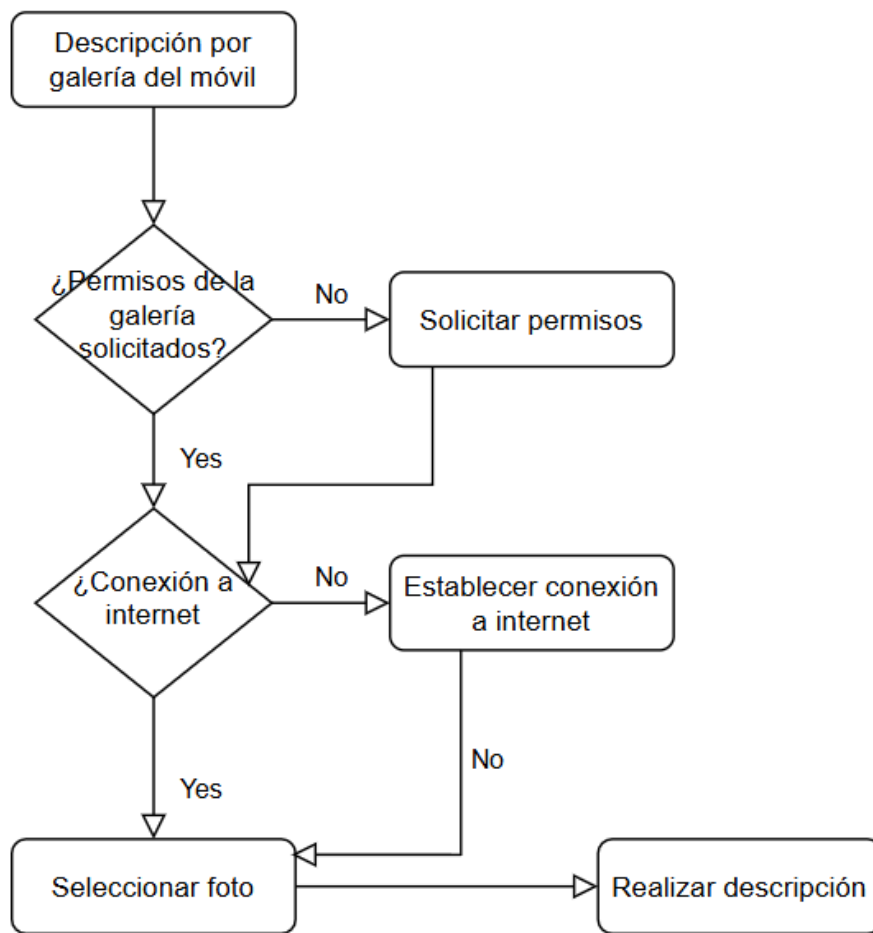 Descripción por
galería del móvil
¿Permisos de la
galería
solicitados?
No
Solicitar permisos
Yes
¿Conexión a
internet
No
Establecer conexión
a internet
No
Yes
Seleccionar foto
Realizar descripción